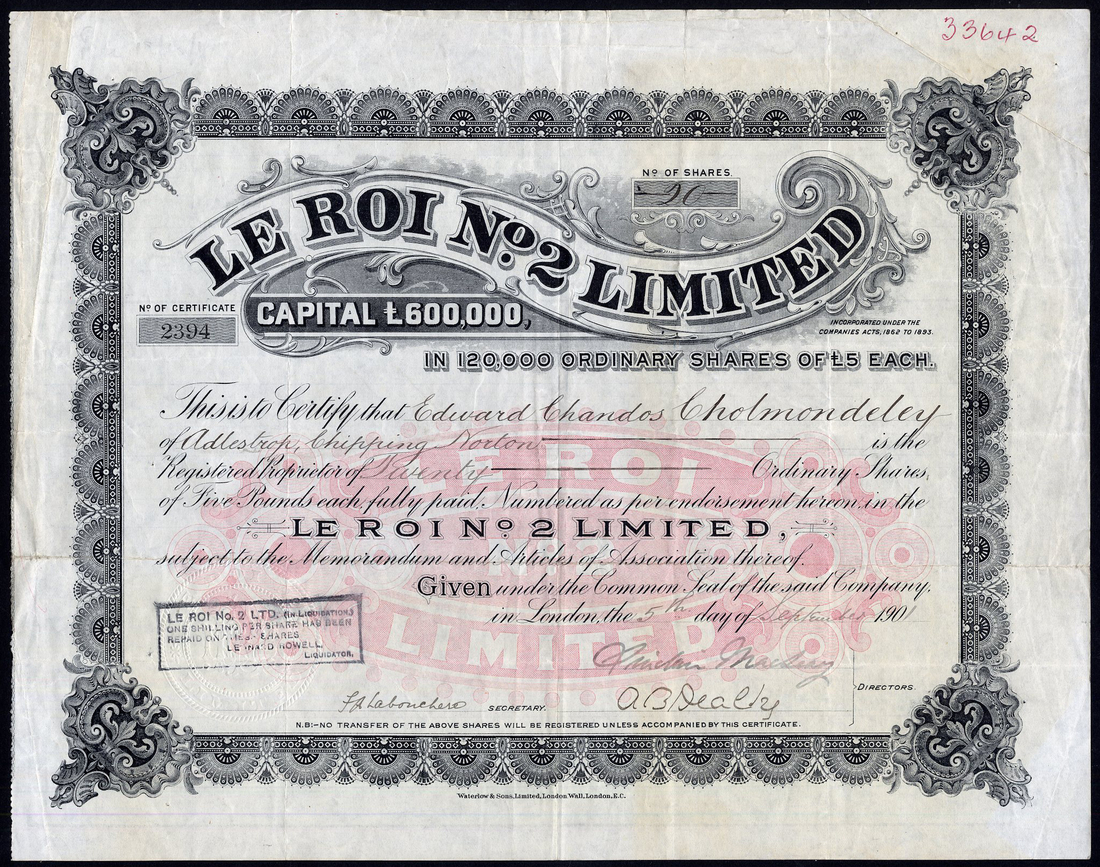 33642
No OF SHARES.
20
LE ROI No. 2 LIMITED
No OF CERTIFICATE
2394
CAPITAL £600,000,
INCORPORATED UNDER THE
COMPANIES ACTS, 1862 TO 1893.
IN 120,000 ORDINARY SHARES OF £5 EACH.
This is to Certify that Edward Chandos Cholmondeley
of Adlestrop, Chipping Norton is the
Registered Proprietor of Twenty Ordinary Shares,
of Five Pounds each, fully paid, Numbered as per endorsement hereon, in the
LE ROI No 2 LIMITED,
subject to the Memorandum and Articles of Association thereof.
Given under the Common Seal of the said Company,
in London, the 5th day of September 1901
LE ROI
No 2
LIMITED
LE ROI No. 2 LTD. (IN LIQUIDATION.)
ONE SHILLING PER SHARE HAS BEEN
REPAID ON THESE SHARES
LEONARD HOWELL,
LIQUIDATOR.
DIRECTORS.
F. Labouchere SECRETARY.
N.B:-NO TRANSFER OF THE ABOVE SHARES WILL BE REGISTERED UNLESS ACCOMPANIED BY THIS CERTIFICATE.
Waterlow & Sons, Limited, London Wall, London, E.C.